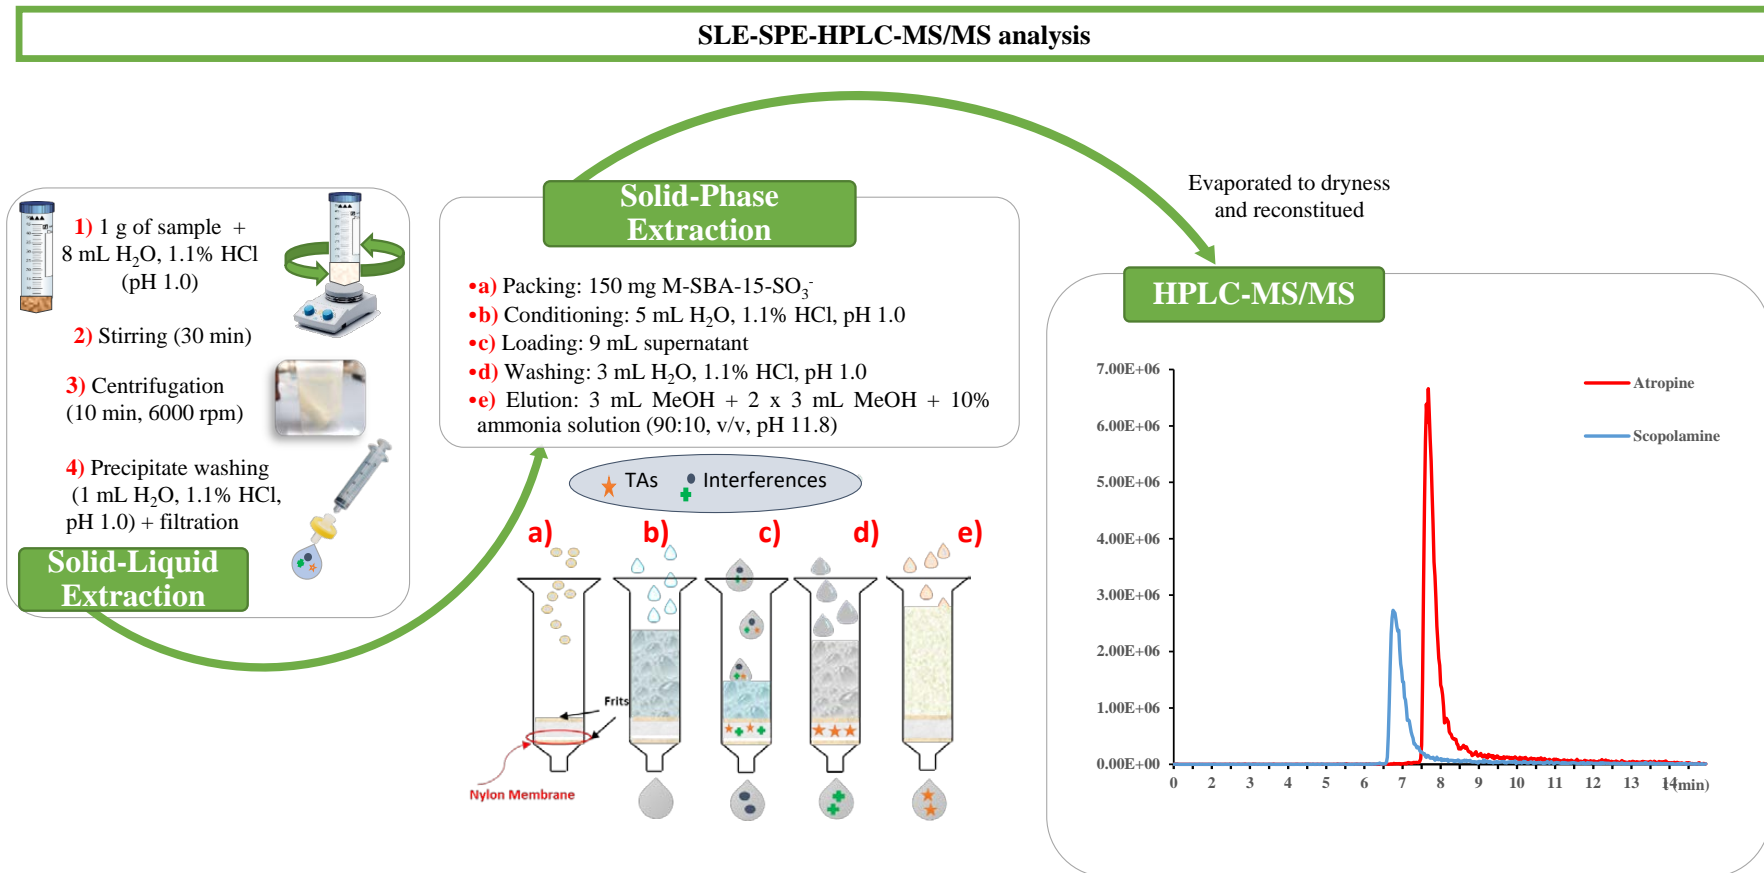 SLE-SPE-HPLC-MS/MS analysis
1) 1 g of sample +
8 mL H₂O, 1.1% HCl
(pH 1.0)
2) Stirring (30 min)
3) Centrifugation
(10 min, 6000 rpm)
4) Precipitate washing
(1 mL H₂O, 1.1% HCl,
pH 1.0) + filtration
Solid-Liquid
Extraction
Solid-Phase
Extraction
•a) Packing: 150 mg M-SBA-15-SO₃⁻
•b) Conditioning: 5 mL H₂O, 1.1% HCl, pH 1.0
•c) Loading: 9 mL supernatant
•d) Washing: 3 mL H₂O, 1.1% HCl, pH 1.0
•e) Elution: 3 mL MeOH + 2 x 3 mL MeOH + 10%
ammonia solution (90:10, v/v, pH 11.8)
TAs Interferences
a) b) c) d) e)
Frits
Nylon Membrane
Evaporated to dryness
and reconstitued
HPLC-MS/MS
7.00E+06
6.00E+06
5.00E+06
4.00E+06
3.00E+06
2.00E+06
1.00E+06
0.00E+00
Atropine
Scopolamine
0 2 3 4 5 6 7 8 9 10 11 12 13 14 t (min)